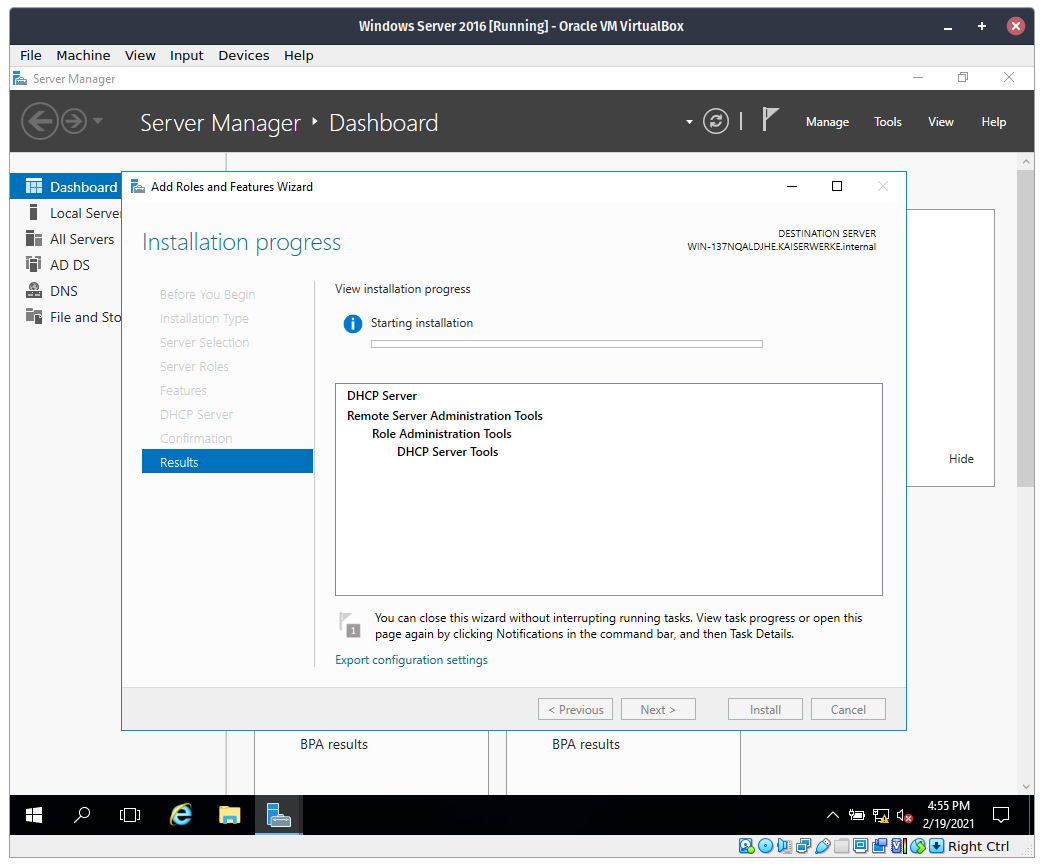 Windows Server 2016 [Running] - Oracle VM VirtualBox
File Machine View Input Devices Help
Server Manager
Server Manager ‣ Dashboard
Manage Tools View Help
Dashboard
Local Server
All Servers
AD DS
DNS
File and Sto
Add Roles and Features Wizard
Installation progress
DESTINATION SERVER
WIN-137NQALDJHE.KAISERWERKE.internal
Before You Begin
Installation Type
Server Selection
Server Roles
Features
DHCP Server
Confirmation
Results
View installation progress
Starting installation
DHCP Server
Remote Server Administration Tools
Role Administration Tools
DHCP Server Tools
1
You can close this wizard without interrupting running tasks. View task progress or open this
page again by clicking Notifications in the command bar, and then Task Details.
Export configuration settings
< Previous Next > Install Cancel
Hide
BPA results BPA results
4:55 PM
2/19/2021
Right Ctrl